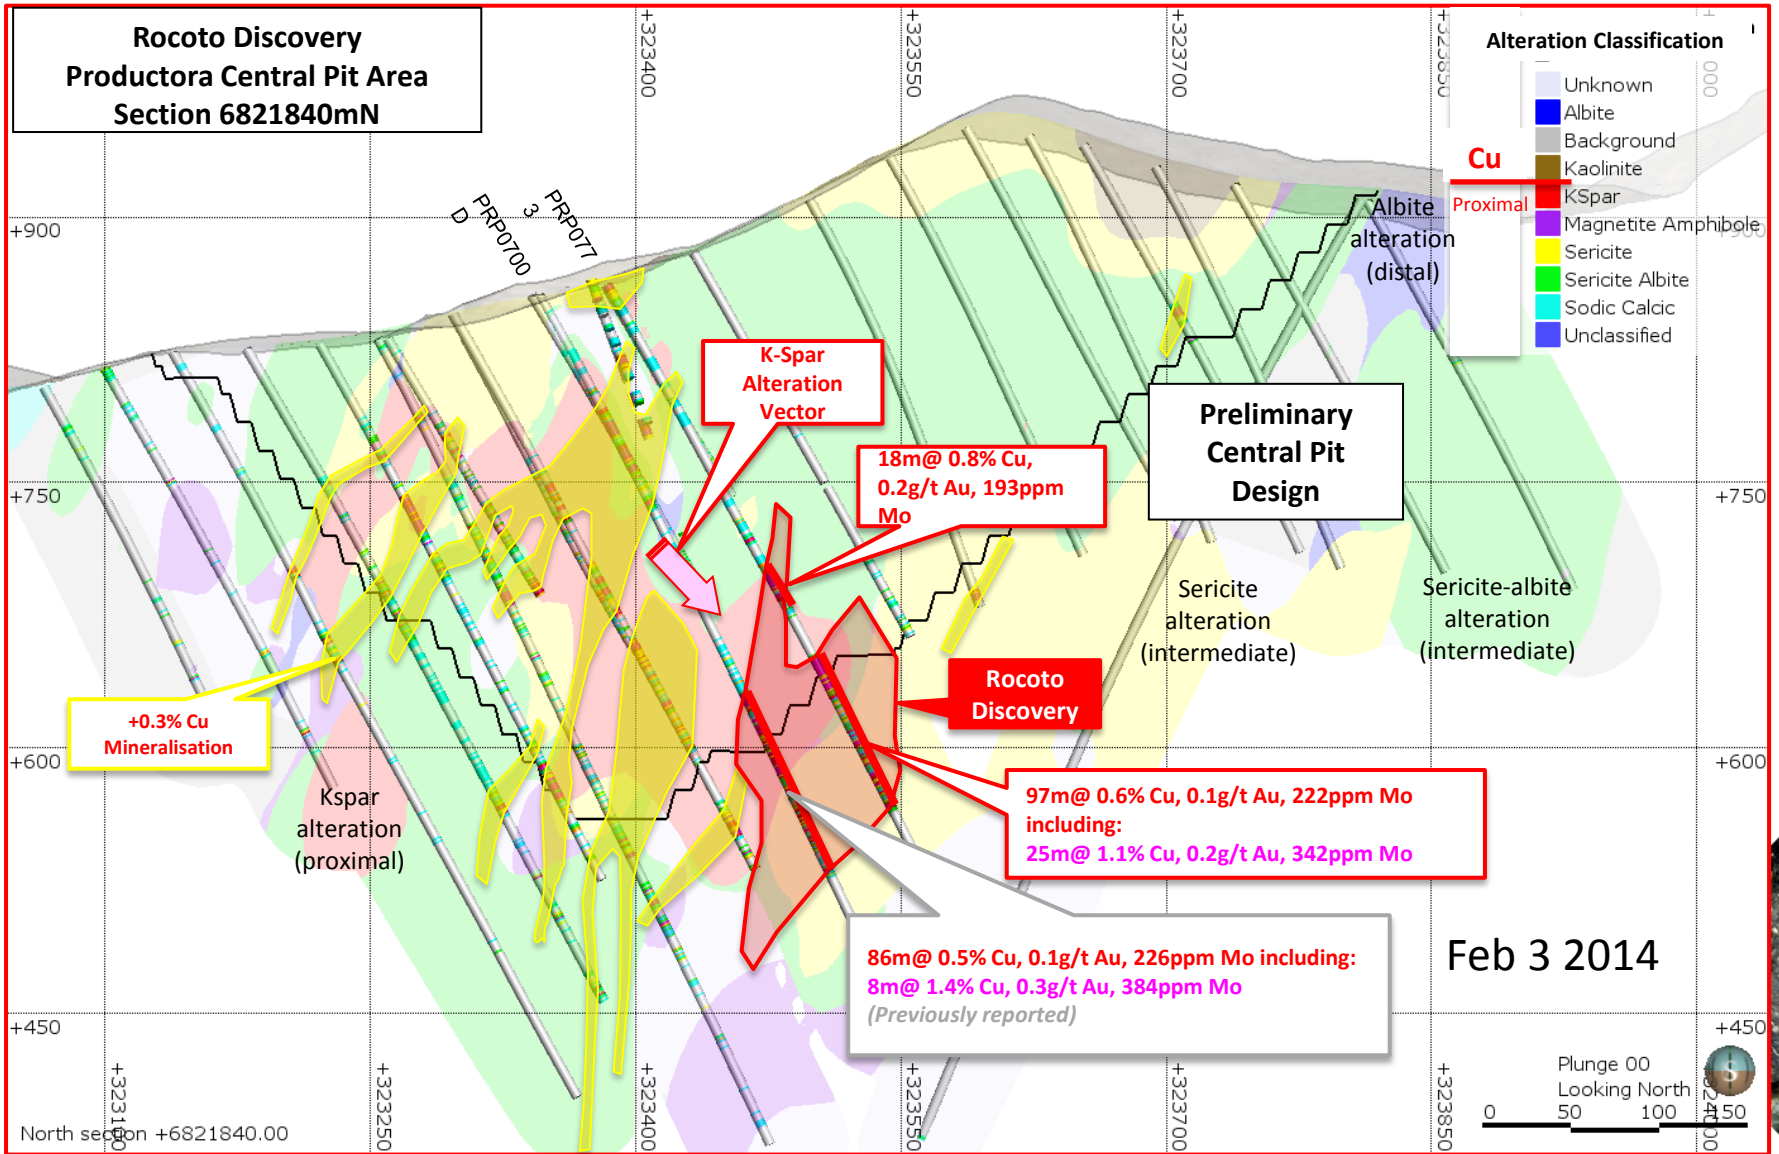 Rocoto Discovery
Productora Central Pit Area
Section 6821840mN
+323400
+323550
+323700
+323850
Alteration Classification
Unknown
Albite
Background
Kaolinite
KSpar
Magnetite Amphibole
Sericite
Sericite Albite
Sodic Calcic
Unclassified
Cu
Proximal
PRP0700
D
PRP077
3
+900
+900
Albite
alteration
(distal)
K-Spar
Alteration
Vector
Preliminary
Central Pit
Design
18m@ 0.8% Cu,
0.2g/t Au, 193ppm
Mo
+750
+750
Sericite
alteration
(intermediate)
Sericite-albite
alteration
(intermediate)
Rocoto
Discovery
+0.3% Cu
Mineralisation
+600
+600
Kspar
alteration
(proximal)
97m@ 0.6% Cu, 0.1g/t Au, 222ppm Mo
including:
25m@ 1.1% Cu, 0.2g/t Au, 342ppm Mo
86m@ 0.5% Cu, 0.1g/t Au, 226ppm Mo including:
8m@ 1.4% Cu, 0.3g/t Au, 384ppm Mo
(Previously reported)
Feb 3 2014
+450
+450
Plunge 00
Looking North
S
0 50 100 150
+323100
+323250
+323400
+323550
+323700
+323850
+324000
North section +6821840.00